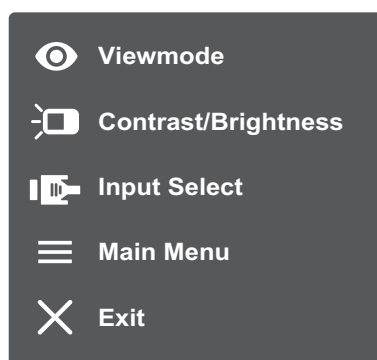 Viewmode
Contrast/Brightness
Input Select
Main Menu
Exit